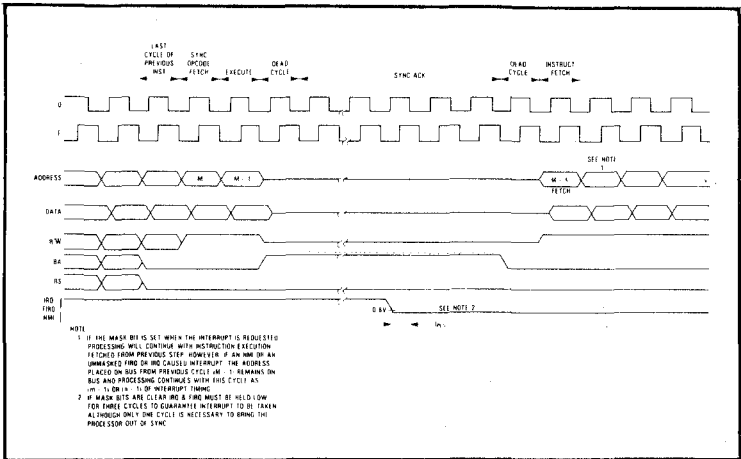 LAST
CYCLE OF
PREVIOUS
INST
SYNC
OPCODE
FETCH
EXECUTE
DEAD
CYCLE
SYNC ACK
DEAD
CYCLE
INSTRUCT
FETCH
Q
E
ADDRESS
M
SEE NOTE
1
FETCH
DATA
R/W
BA
BS
IRQ
FIRQ
NMI
0.8V
SEE NOTE 2
NOTE
1 IF THE MASK BIT IS SET WHEN THE INTERRUPT IS REQUESTED
PROCESSING WILL CONTINUE WITH INSTRUCTION EXECUTION
FETCHED FROM PREVIOUS STEP HOWEVER IF AN NMI OR AN
UNMASKED FIRQ OR IRQ CAUSED INTERRUPT THE ADDRESS
PLACED ON BUS FROM PREVIOUS CYCLE REMAINS ON
BUS AND PROCESSING CONTINUES WITH THIS CYCLE AS
OF INTERRUPT TIMING
2 IF MASK BITS ARE CLEAR IRQ & FIRQ MUST BE HELD LOW
FOR THREE CYCLES TO GUARANTEE INTERRUPT TO BE TAKEN
ALTHOUGH ONLY ONE CYCLE IS NECESSARY TO BRING THE
PROCESSOR OUT OF SYNC